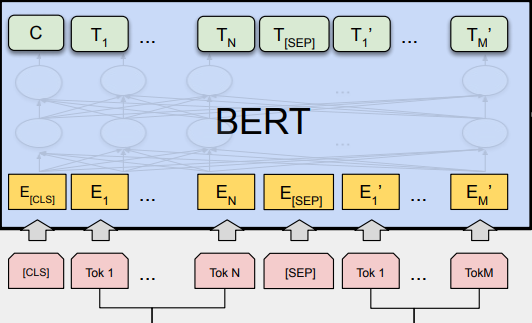 C T1 ... TN T[SEP] T1’ ... TM’
...
BERT
...
E[CLS] E1 ... EN E[SEP] E1’ ... EM’
[CLS] Tok 1 ... Tok N [SEP] Tok 1 ... TokM